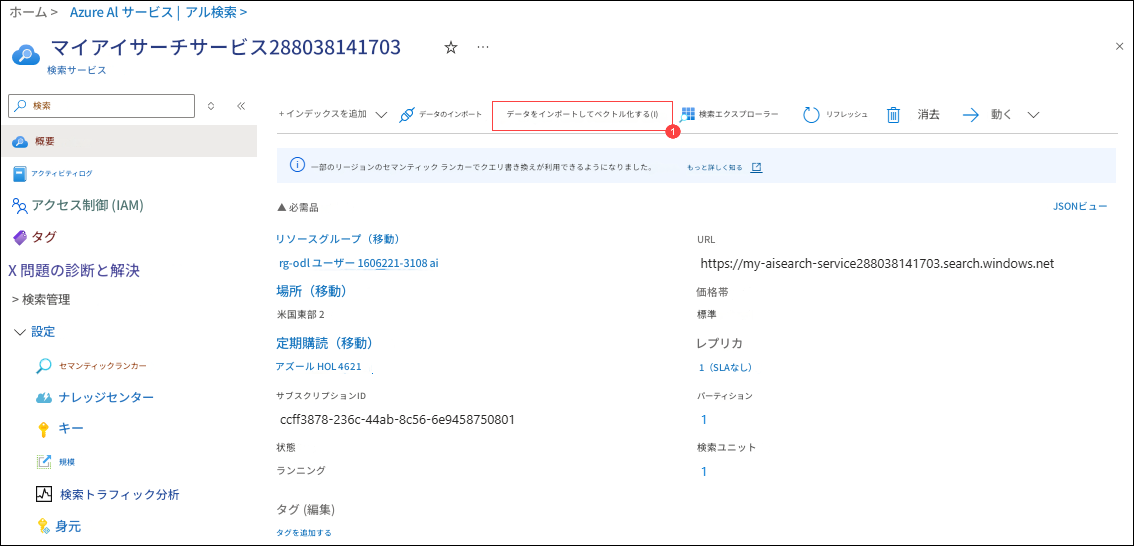 ホーム > Azure AI サービス | アル検索 >
マイアイサーチサービス288038141703 ☆ …
検索サービス
検索
+ インデックスを追加 データのインポート データをインポートしてベクトル化する(I) 検索エクスプローラー リフレッシュ 消去 動く
1
概要
アクティビティログ
アクセス制御 (IAM)
タグ
X 問題の診断と解決
> 検索管理
設定
セマンティックランカー
ナレッジセンター
キー
規模
検索トラフィック分析
身元
一部のリージョンのセマンティック ランカーでクエリ書き換えが利用できるようになりました。 もっと詳しく知る
▲ 必需品 JSONビュー
リソースグループ（移動）
rg-odl ユーザー 1606221-3108 ai
場所（移動）
米国東部 2
定期購読（移動）
アズール HOL 4621
サブスクリプションID
ccff3878-236c-44ab-8c56-6e9458750801
状態
ランニング
URL
https://my-aisearch-service288038141703.search.windows.net
価格帯
標準
レプリカ
1（SLAなし）
パーティション
1
検索ユニット
1
タグ (編集)
タグを追加する